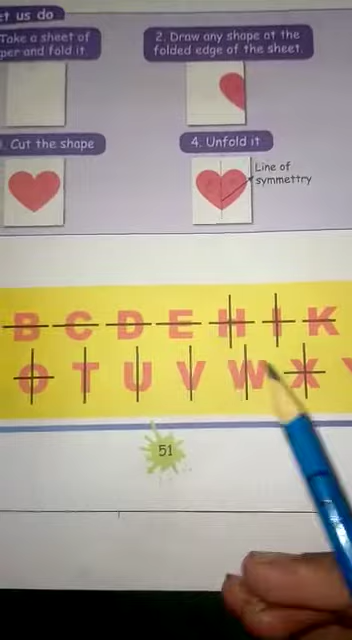 et us do
Take a sheet of
per and fold it.
2. Draw any shape at the
folded edge of the sheet.
. Cut the shape
4. Unfold it
Line of
symmettry
B C D E H I K
O T U V W X Y
51